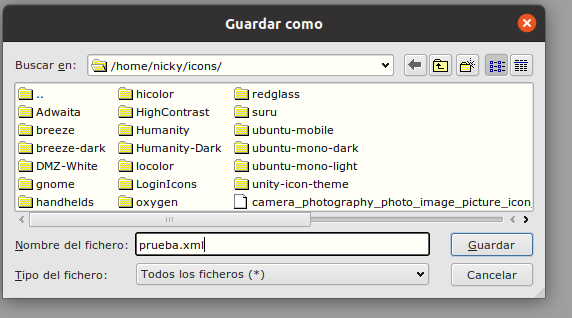 Guardar como
Buscar en: /home/nicky/icons/
.. hicolor redglass
Adwaita HighContrast suru
breeze Humanity ubuntu-mobile
breeze-dark Humanity-Dark ubuntu-mono-dark
DMZ-White locolor ubuntu-mono-light
gnome LoginIcons unity-icon-theme
handhelds oxygen camera_photography_photo_image_picture_icon_
Nombre del fichero: prueba.xml Guardar
Tipo del fichero: Todos los ficheros (*) Cancelar